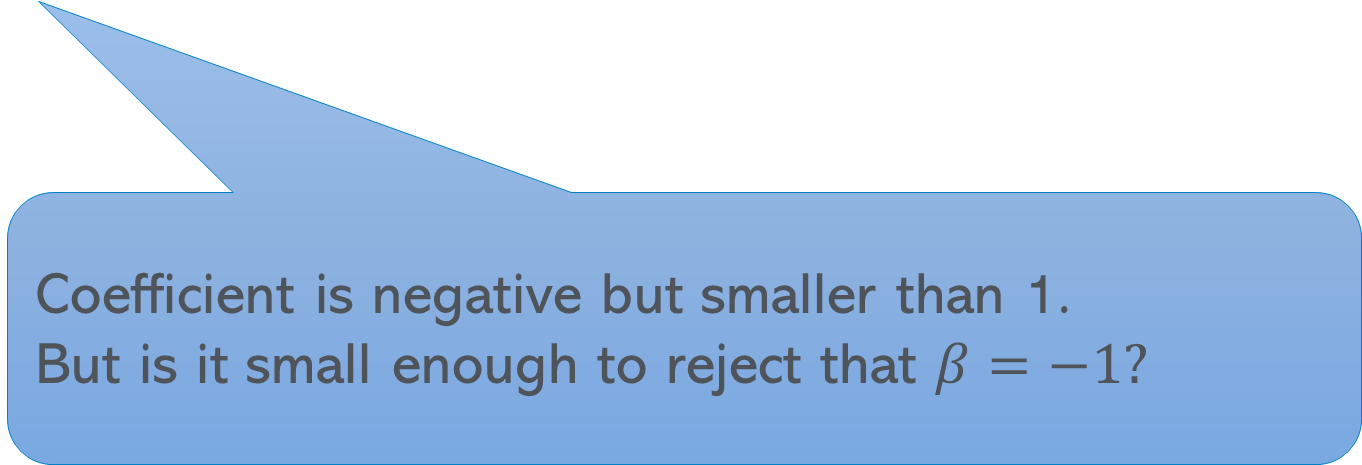 Coefficient is negative but smaller than 1.
But is it small enough to reject that 𝛽 = −1?